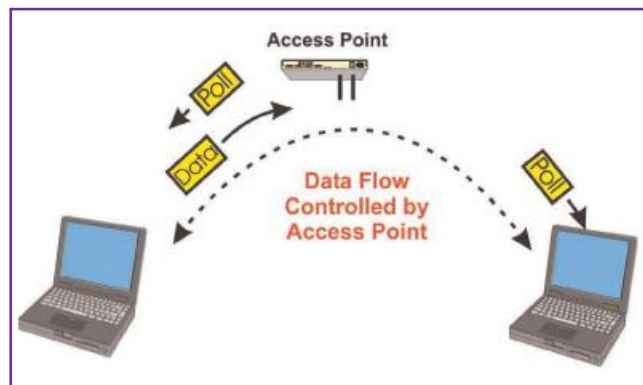 Access Point
Poll
Data
Poll
Data Flow
Controlled by
Access Point